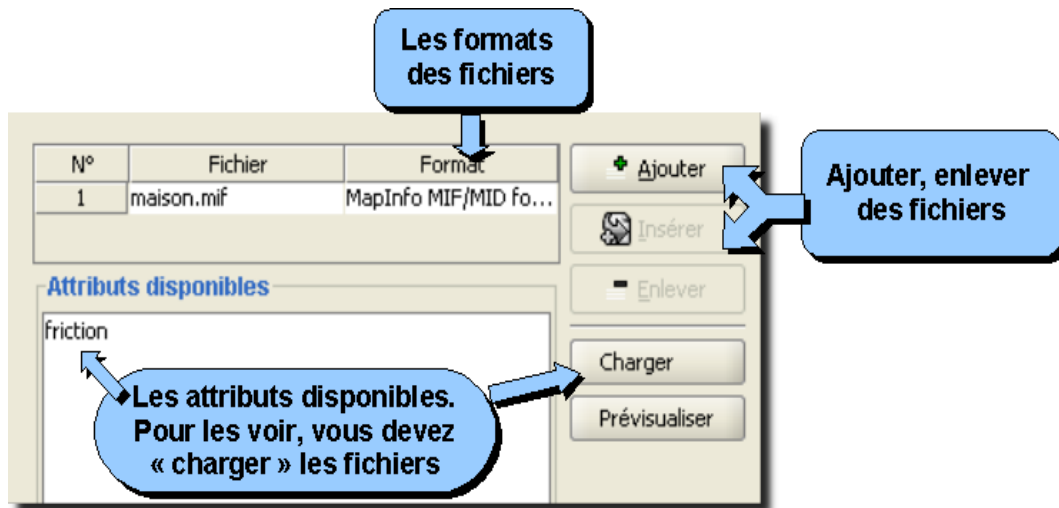 Les formats
des fichiers
N° Fichier Format
1 maison.mif MapInfo MIF/MID fo...
Ajouter
Insérer
Enlever
Ajouter, enlever
des fichiers
Attributs disponibles
friction
Charger
Prévisualiser
Les attributs disponibles.
Pour les voir, vous devez
« charger » les fichiers